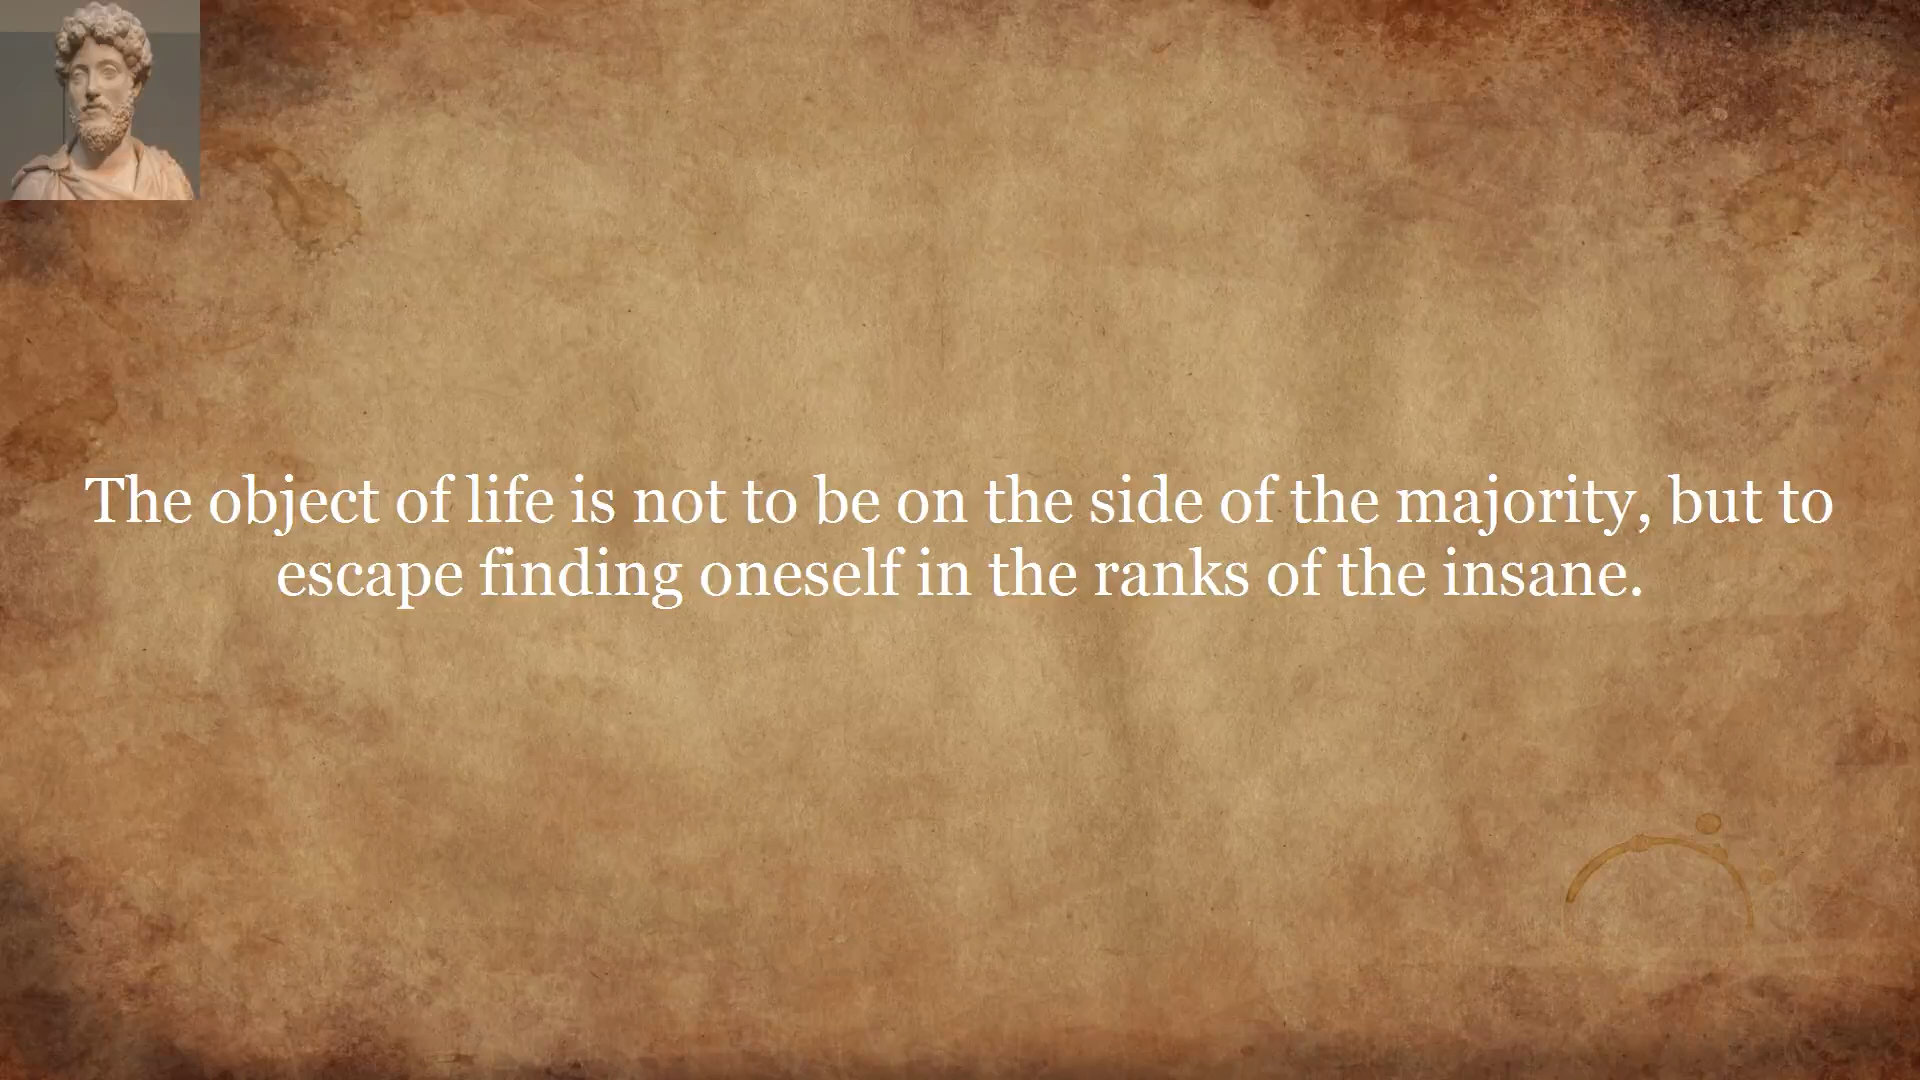 The object of life is not to be on the side of the majority, but to
escape finding oneself in the ranks of the insane.